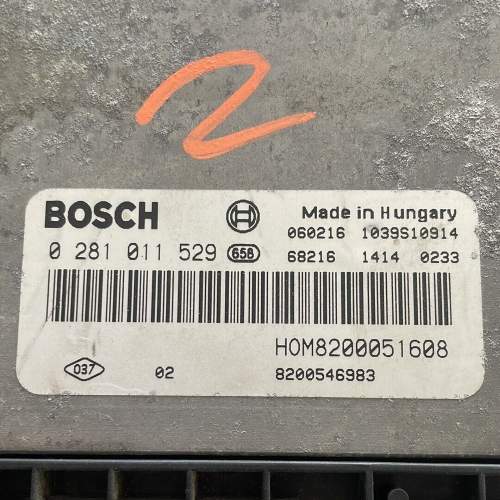 2
BOSCH
Made in Hungary
060216 1039S10914
0 281 011 529 658
68216 1414 0233
HOM8200051608
037 02 8200546983